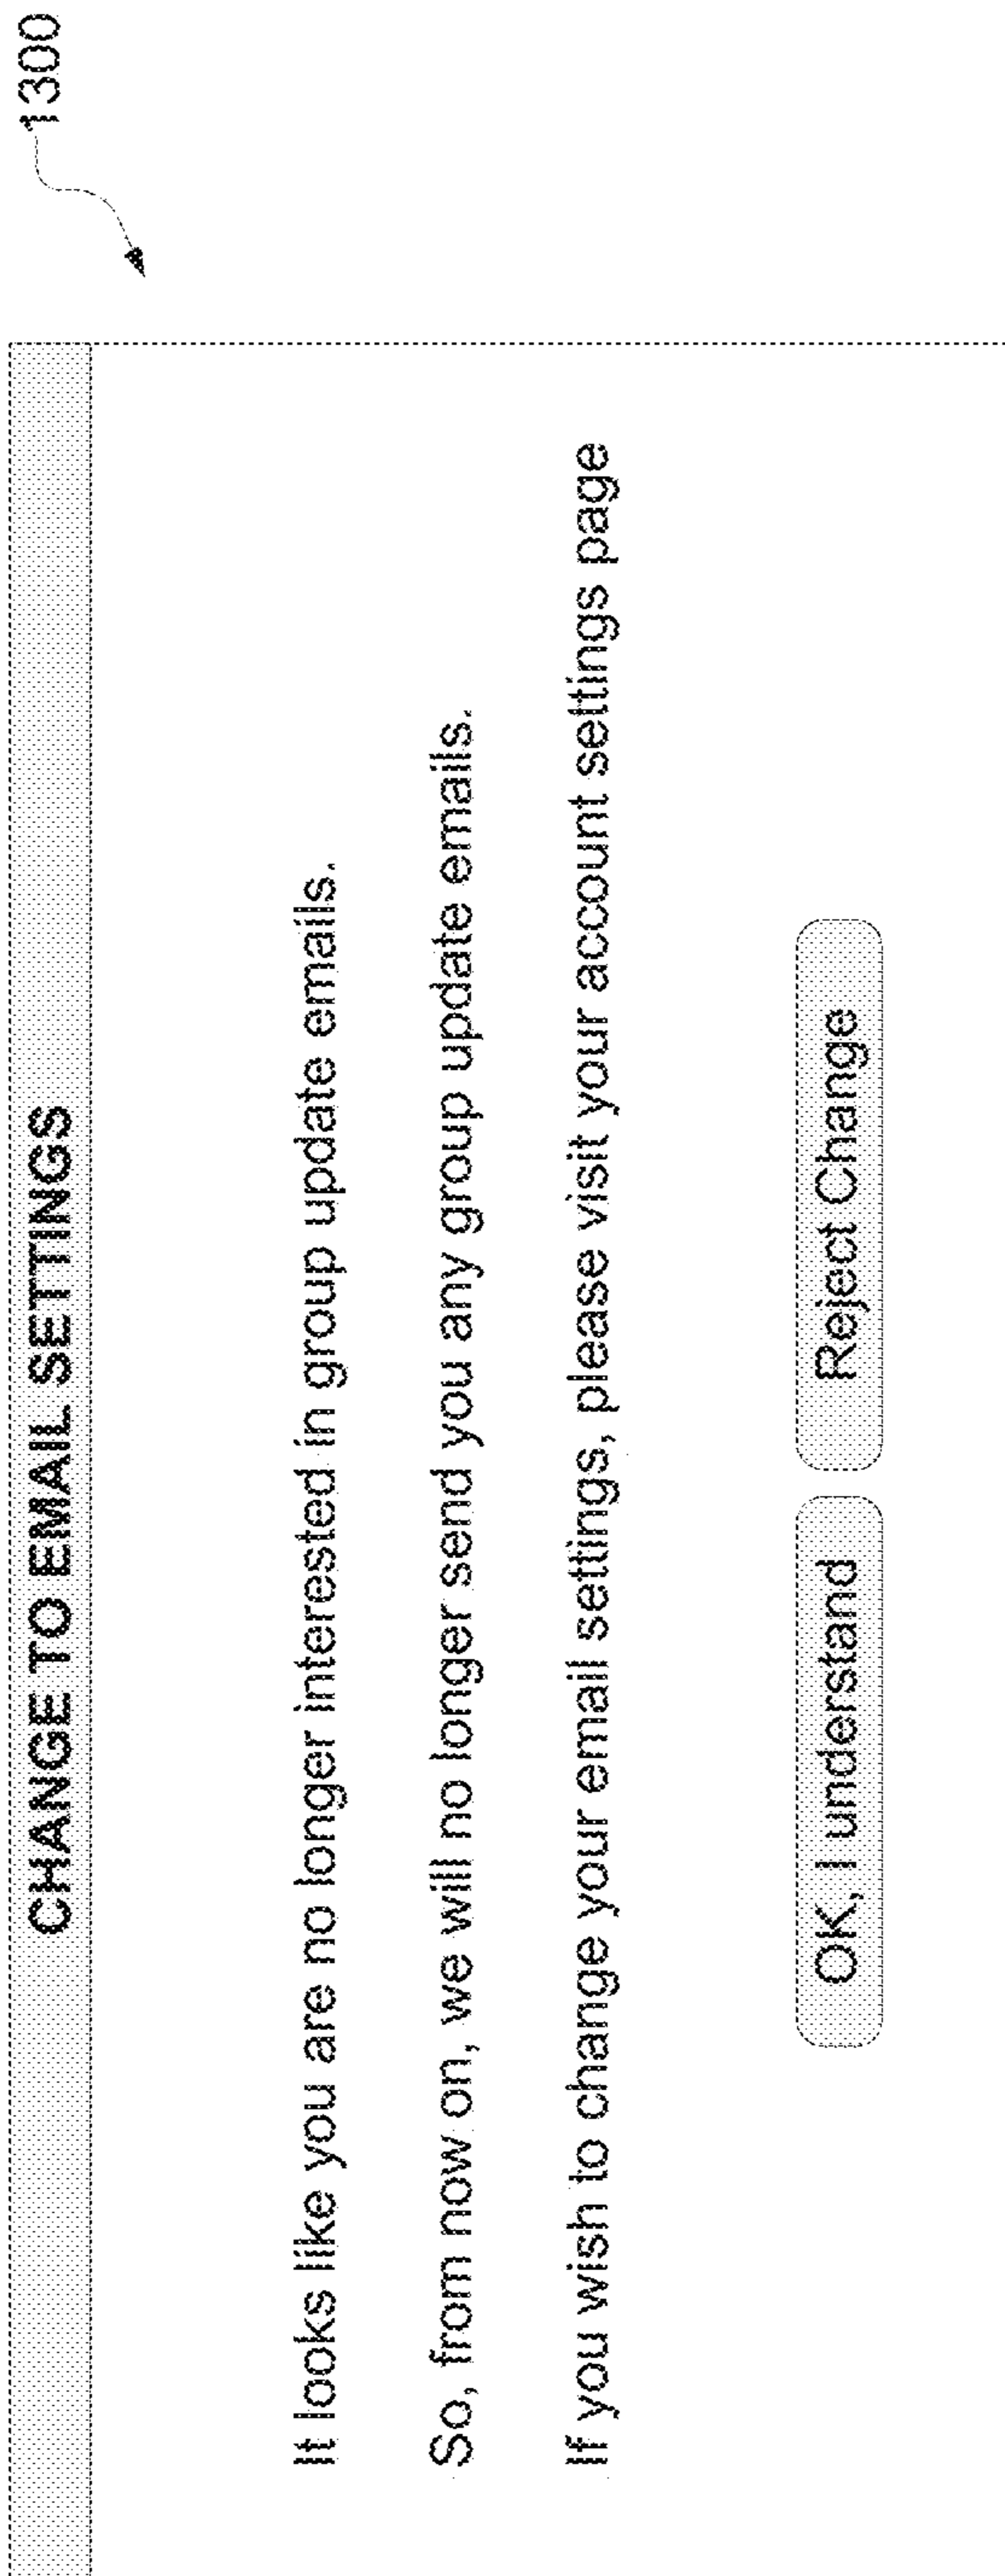 1300
CHANGE TO EMAIL SETTINGS
It looks like you are no longer interested in group update emails.
So, from now on, we will no longer send you any group update emails.
If you wish to change your email settings, please visit your account settings page
OK, I understand
Reject Change